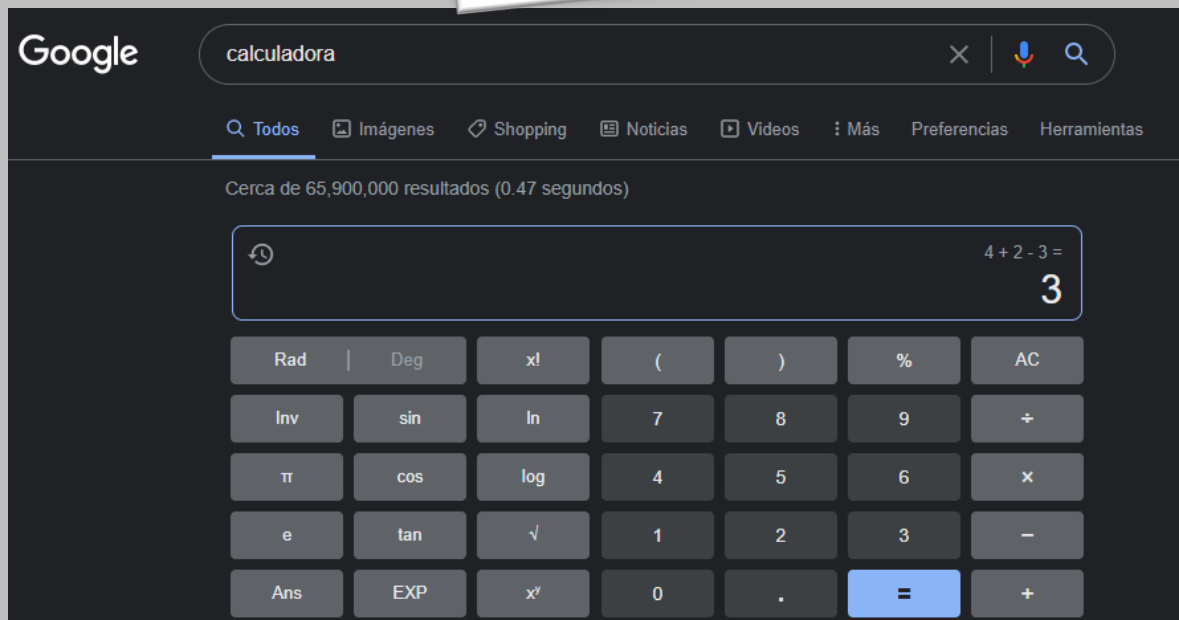 Google
calculadora
Todos Imágenes Shopping Noticias Videos Más Preferencias Herramientas
Cerca de 65,900,000 resultados (0.47 segundos)
4 + 2 - 3 =
3
Rad | Deg x! ( ) % AC
Inv sin ln 7 8 9 ÷
π cos log 4 5 6 ×
e tan √ 1 2 3 −
Ans EXP xʸ 0 . = +